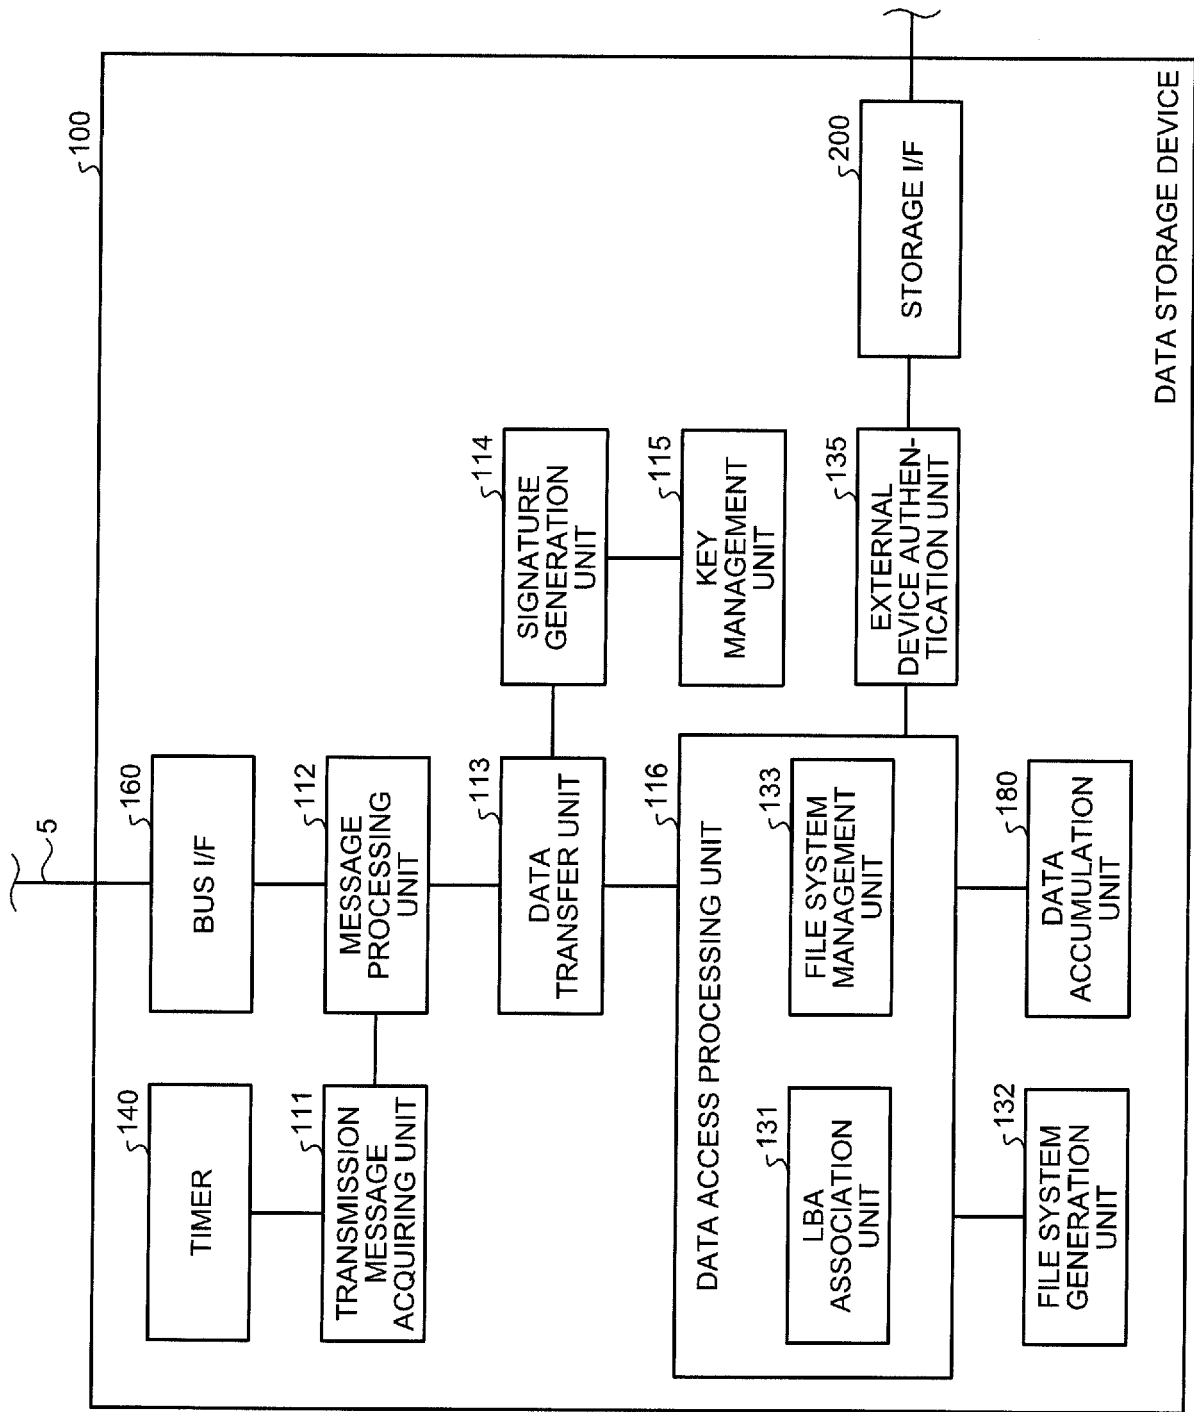 100
5
140
TIMER
160
BUS I/F
111
TRANSMISSION
MESSAGE
ACQUIRING UNIT
112
MESSAGE
PROCESSING
UNIT
113
DATA
TRANSFER UNIT
114
SIGNATURE
GENERATION
UNIT
115
KEY
MANAGEMENT
UNIT
116
DATA ACCESS PROCESSING UNIT
131
LBA
ASSOCIATION
UNIT
133
FILE SYSTEM
MANAGEMENT
UNIT
135
EXTERNAL
DEVICE AUTHEN-
TICATION UNIT
200
STORAGE I/F
132
FILE SYSTEM
GENERATION
UNIT
180
DATA
ACCUMULATION
UNIT
DATA STORAGE DEVICE